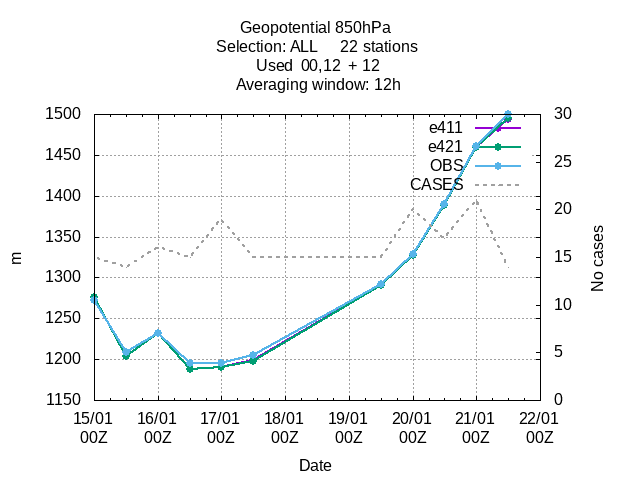 Geopotential 850hPa
Selection: ALL 22 stations
Used 00,12 + 12
Averaging window: 12h
1500
1450
1400
1350
1300
1250
1200
1150
m
30
25
20
15
10
5
0
No cases
e411
e421
OBS
CASES
15/01 16/01 17/01 18/01 19/01 20/01 21/01 22/01
00Z 00Z 00Z 00Z 00Z 00Z 00Z 00Z
Date